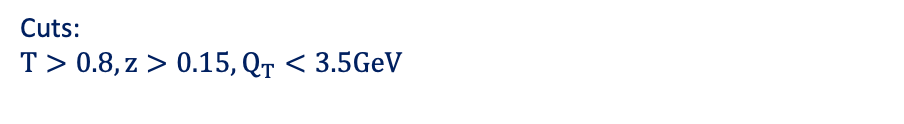 Cuts:
T > 0.8, z > 0.15, Q_T < 3.5GeV